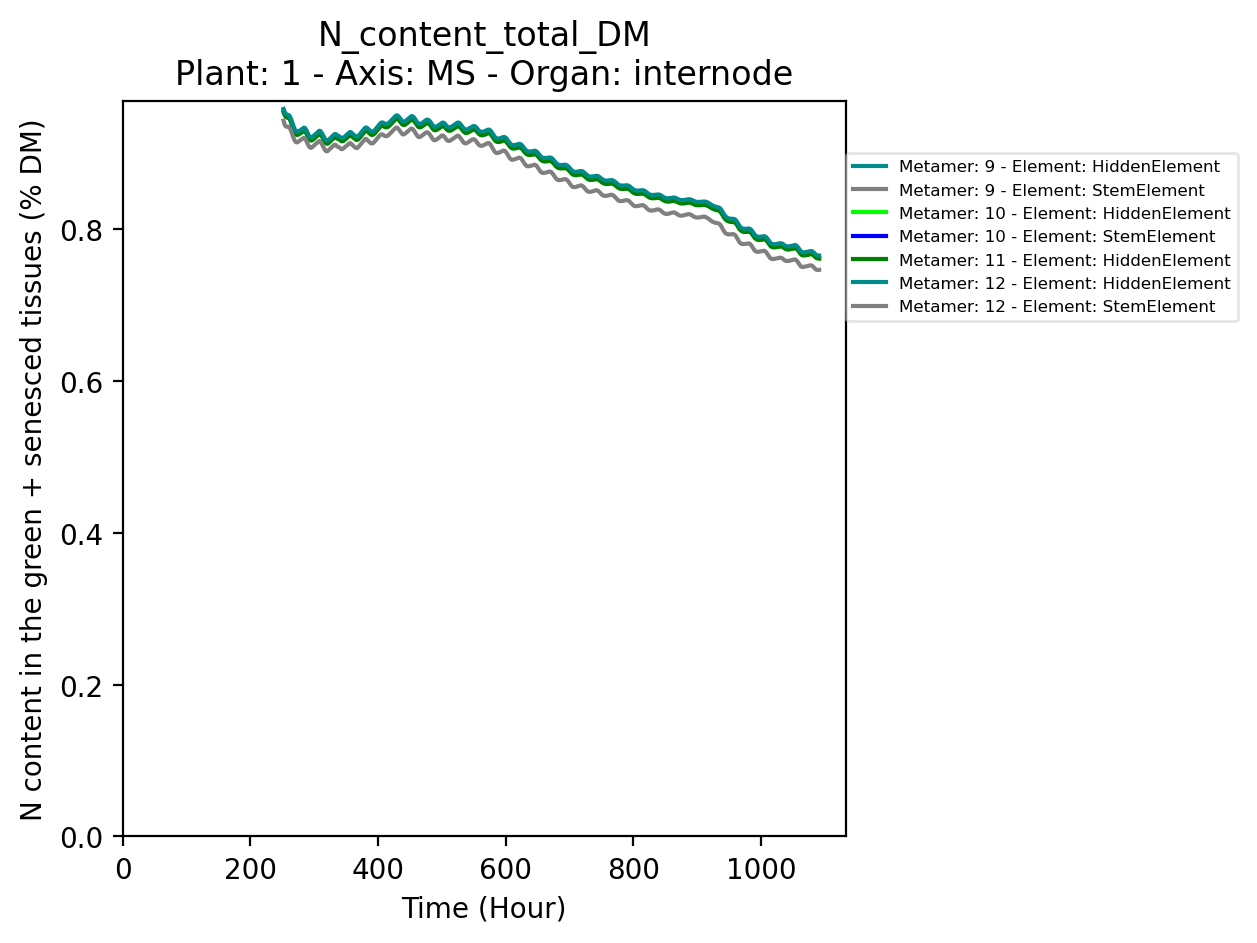 N_content_total_DM
Plant: 1 - Axis: MS - Organ: internode
N content in the green + senesced tissues (% DM)
0.8
0.6
0.4
0.2
0.0
0 200 400 600 800 1000
Time (Hour)
Metamer: 9 - Element: HiddenElement
Metamer: 9 - Element: StemElement
Metamer: 10 - Element: HiddenElement
Metamer: 10 - Element: StemElement
Metamer: 11 - Element: HiddenElement
Metamer: 12 - Element: HiddenElement
Metamer: 12 - Element: StemElement